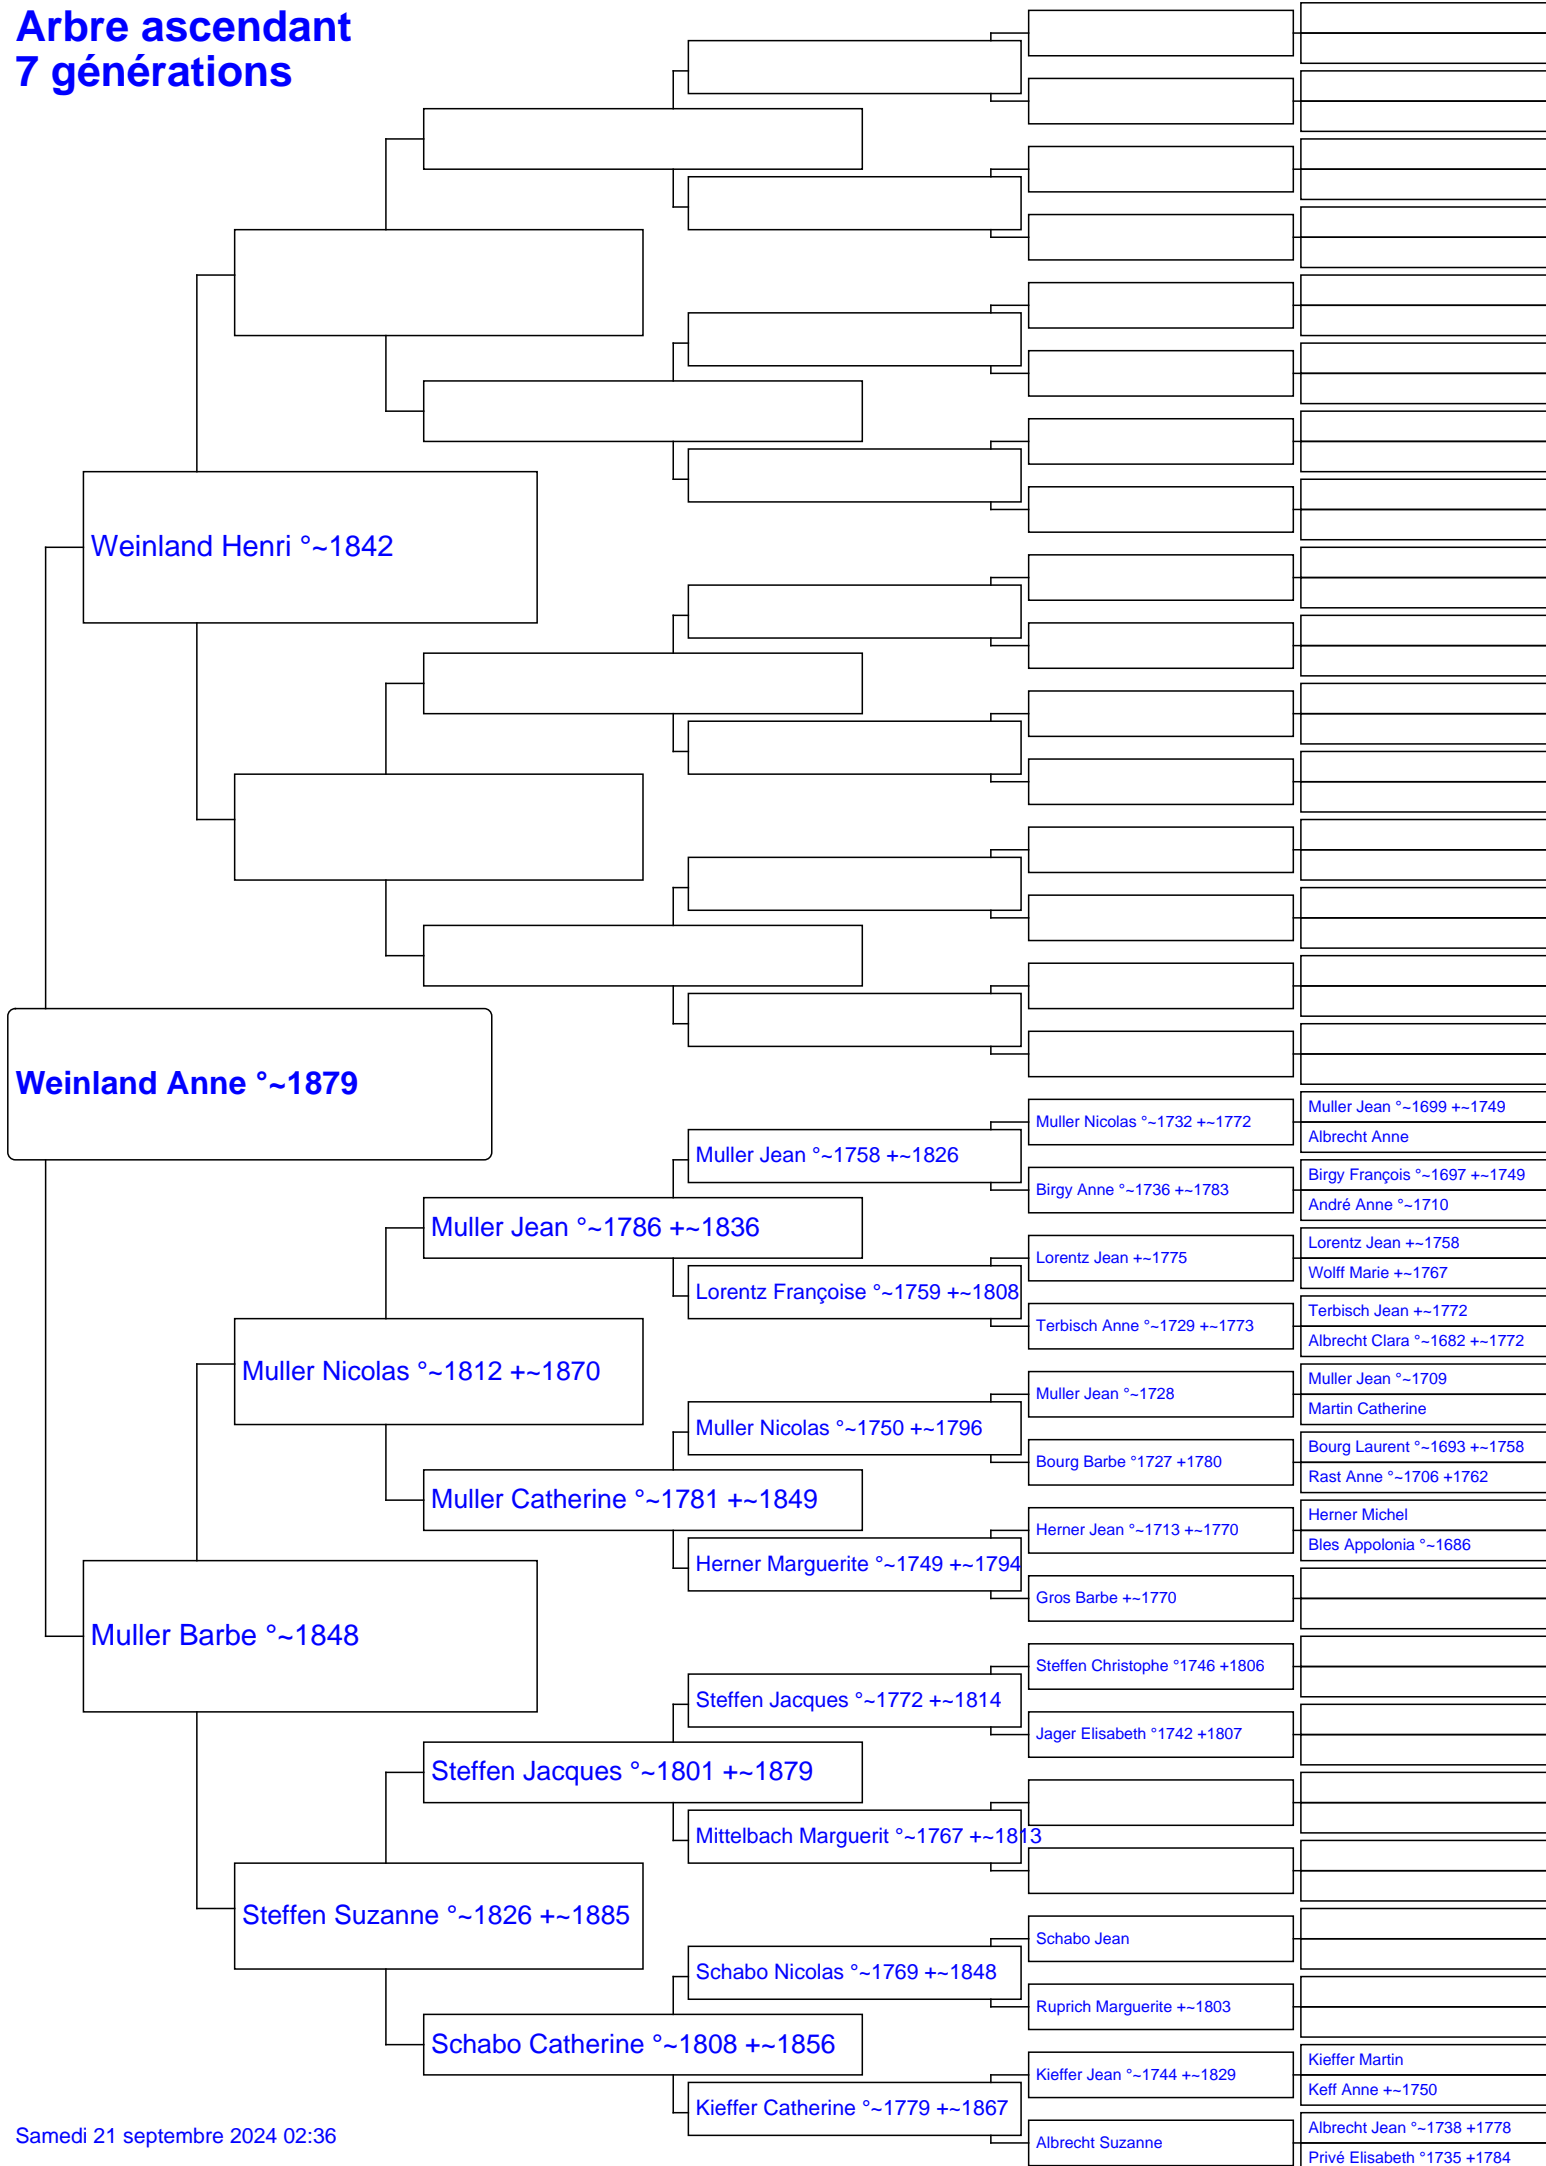 Arbre ascendant
7 générations
Weinland Henri °~1842
Weinland Anne °~1879
Muller Nicolas °~1732 +~1772
Muller Jean °~1699 +~1749
Albrecht Anne
Muller Jean °~1758 +~1826
Birgy Anne °~1736 +~1783
Birgy François °~1697 +~1749
André Anne °~1710
Muller Jean °~1786 +~1836
Lorentz Jean +~1775
Lorentz Jean +~1758
Wolff Marie +~1767
Lorentz Françoise °~1759 +~1808
Terbisch Anne °~1729 +~1773
Terbisch Jean +~1772
Albrecht Clara °~1682 +~1772
Muller Nicolas °~1812 +~1870
Muller Jean °~1728
Muller Jean °~1709
Martin Catherine
Muller Nicolas °~1750 +~1796
Bourg Barbe °1727 +1780
Bourg Laurent °~1693 +~1758
Rast Anne °~1706 +1762
Muller Catherine °~1781 +~1849
Herner Jean °~1713 +~1770
Herner Michel
Bles Appolonia °~1686
Herner Marguerite °~1749 +~1794
Gros Barbe +~1770
Muller Barbe °~1848
Steffen Christophe °1746 +1806
Steffen Jacques °~1772 +~1814
Jager Elisabeth °1742 +1807
Steffen Jacques °~1801 +~1879
Mittelbach Marguerit °~1767 +~1813
Steffen Suzanne °~1826 +~1885
Schabo Jean
Schabo Nicolas °~1769 +~1848
Ruprich Marguerite +~1803
Schabo Catherine °~1808 +~1856
Kieffer Jean °~1744 +~1829
Kieffer Martin
Keff Anne +~1750
Kieffer Catherine °~1779 +~1867
Albrecht Suzanne
Albrecht Jean °~1738 +1778
Privé Elisabeth °1735 +1784
Samedi 21 septembre 2024 02:36